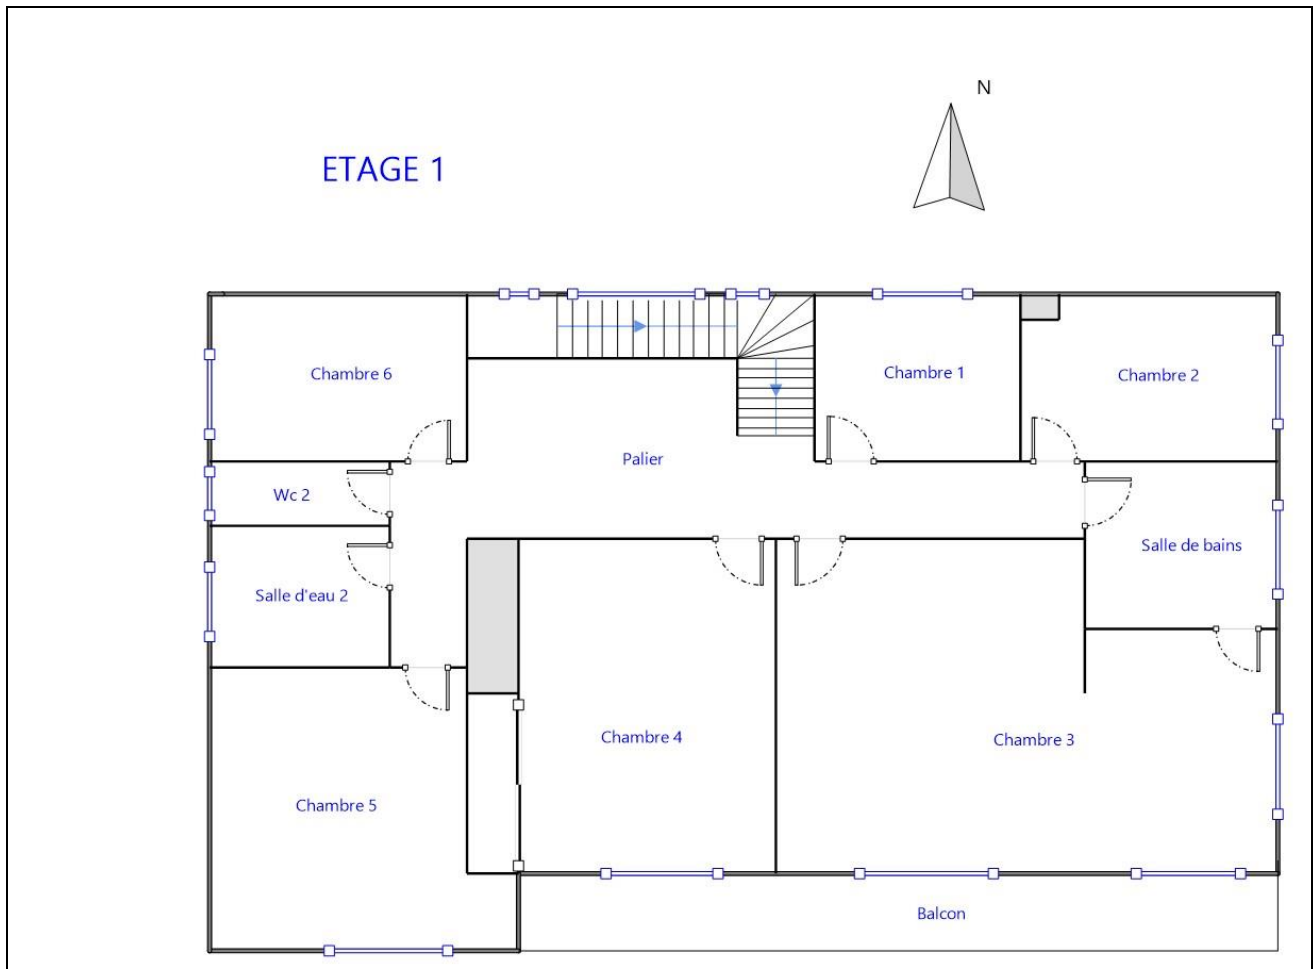 N
ETAGE 1
Chambre 6
Chambre 1
Chambre 2
Palier
Wc 2
Salle de bains
Salle d'eau 2
Chambre 4
Chambre 3
Chambre 5
Balcon